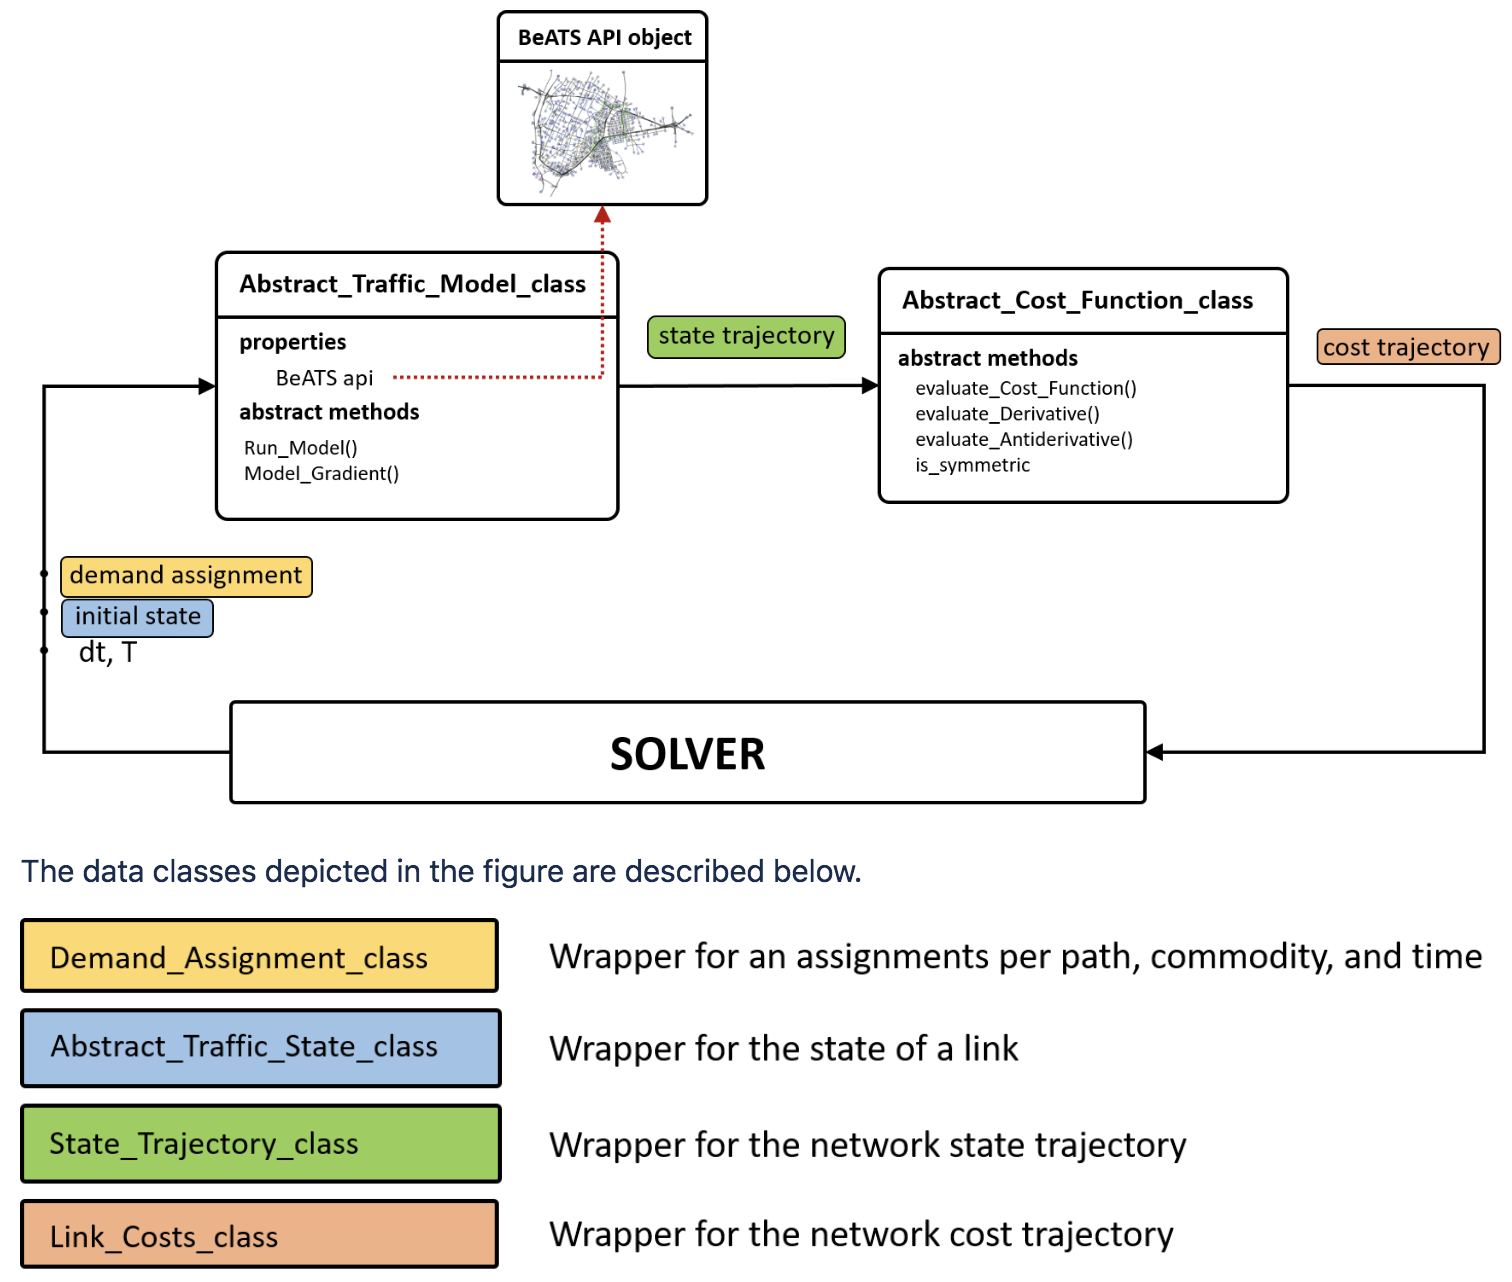 BeATS API object
Abstract_Traffic_Model_class
properties
BeATS api
abstract methods
Run_Model()
Model_Gradient()
state trajectory
Abstract_Cost_Function_class
abstract methods
evaluate_Cost_Function()
evaluate_Derivative()
evaluate_Antiderivative()
is_symmetric
cost trajectory
demand assignment
initial state
dt, T
SOLVER
The data classes depicted in the figure are described below.
Demand_Assignment_class
Wrapper for an assignments per path, commodity, and time
Abstract_Traffic_State_class
Wrapper for the state of a link
State_Trajectory_class
Wrapper for the network state trajectory
Link_Costs_class
Wrapper for the network cost trajectory